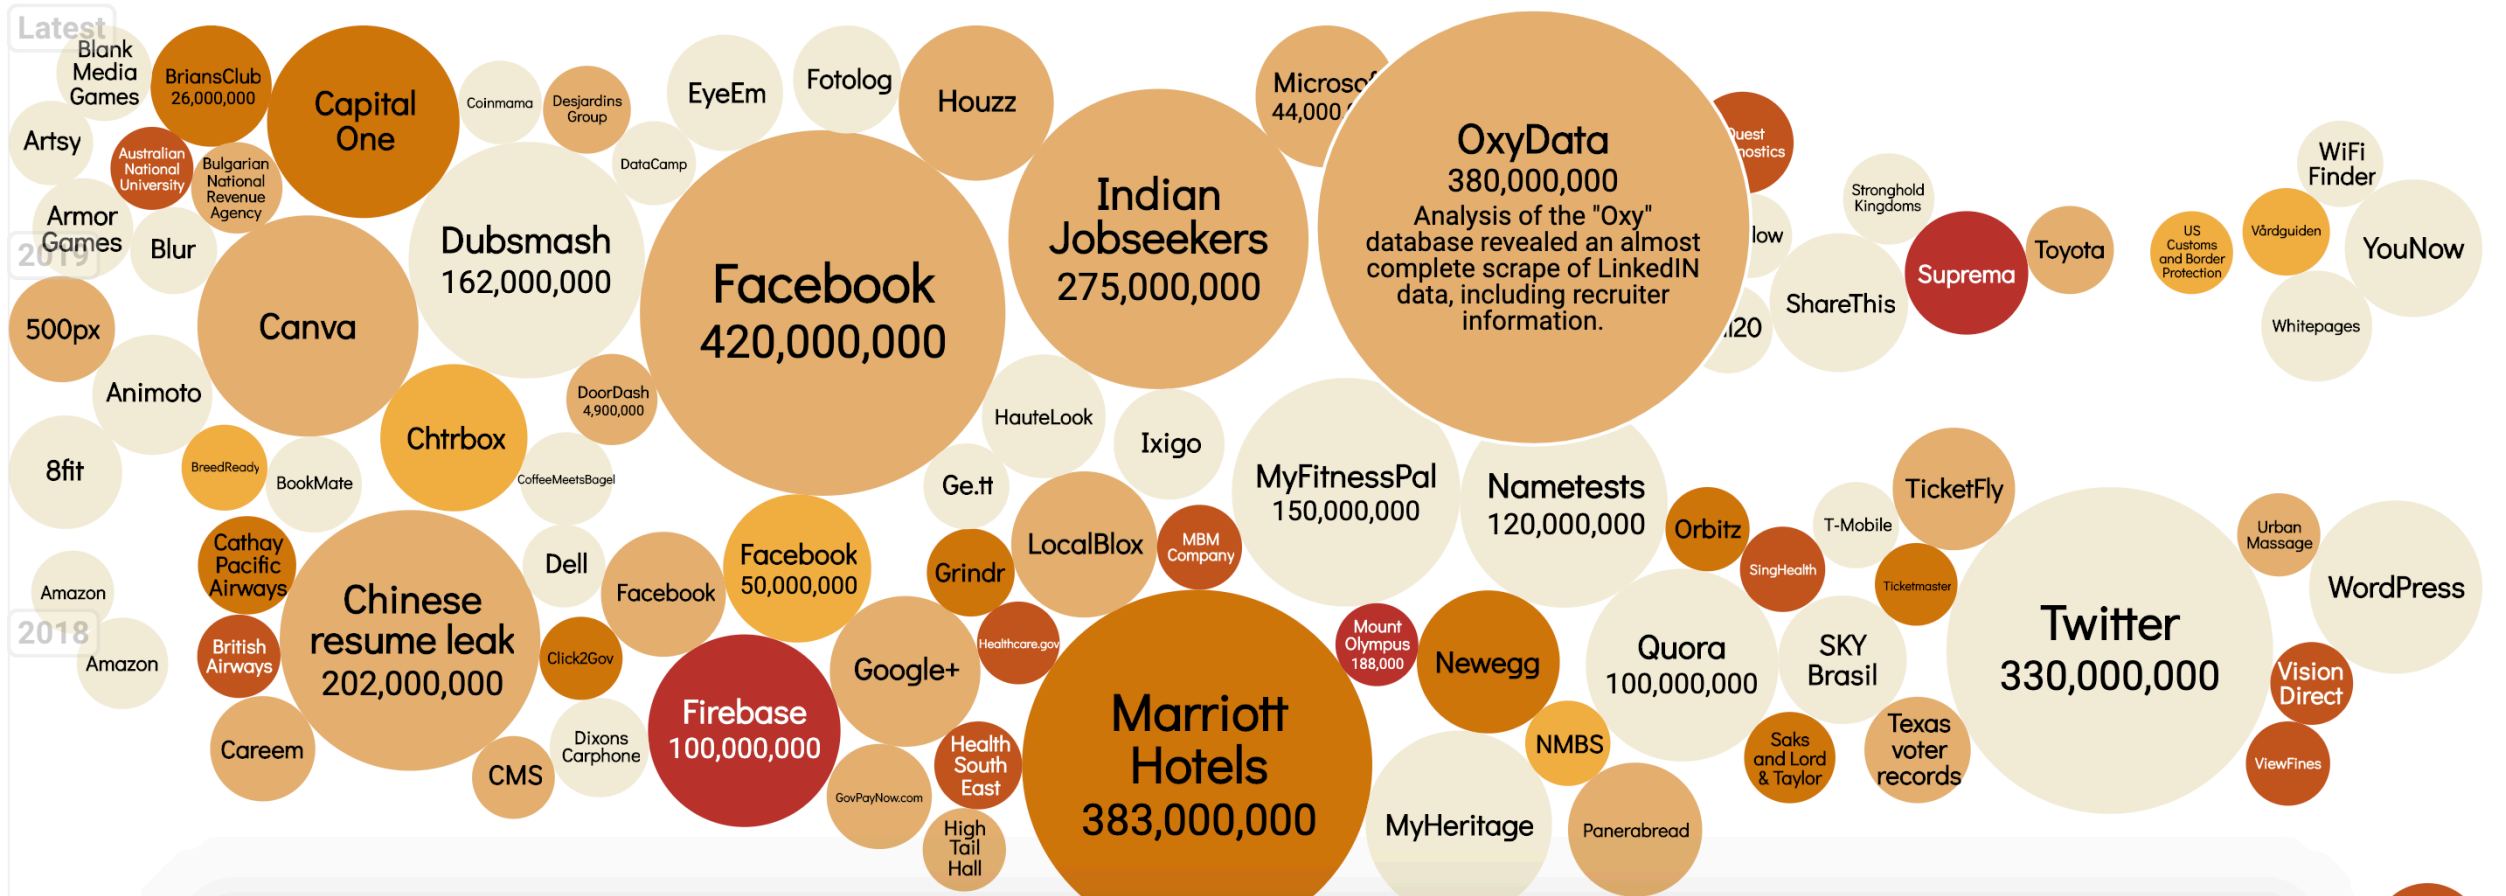 Latest
Blank
Media
Games
BriansClub
26,000,000
Capital
One
Coinmama
Desjardins
Group
EyeEm
Fotolog
Houzz
44,000
OxyData
380,000,000
Analysis of the "Oxy"
database revealed an almost
complete scrape of LinkedIN
data, including recruiter
information.
Artsy
Australian
National
University
Bulgarian
National
Revenue
Agency
DataCamp
Indian
Jobseekers
275,000,000
Stronghold
Kingdoms
WiFi
Finder
Armor
Games
2019
Blur
Dubsmash
162,000,000
Facebook
420,000,000
Suprema
Toyota
US
Customs
and Border
Protection
Vårdguiden
YouNow
500px
Canva
ShareThis
Whitepages
Animoto
Chtrbox
DoorDash
4,900,000
HauteLook
Ixigo
8fit
BreedReady
BookMate
CoffeeMeetsBagel
Ge.tt
MyFitnessPal
150,000,000
Nametests
120,000,000
TicketFly
Cathay
Pacific
Airways
Dell
Facebook
Facebook
50,000,000
Grindr
LocalBlox
MBM
Company
Orbitz
T-Mobile
SingHealth
Ticketmaster
Urban
Massage
WordPress
Amazon
2018
Amazon
British
Airways
Chinese
resume leak
202,000,000
Click2Gov
Google+
Healthcare.gov
Mount
Olympus
188,000
Newegg
Quora
100,000,000
SKY
Brasil
Twitter
330,000,000
Vision
Direct
Careem
CMS
Dixons
Carphone
Firebase
100,000,000
GovPayNow.com
Health
South
East
High
Tail
Hall
Marriott
Hotels
383,000,000
MyHeritage
NMBS
Panerabread
Saks
and Lord
& Taylor
Texas
voter
records
ViewFines